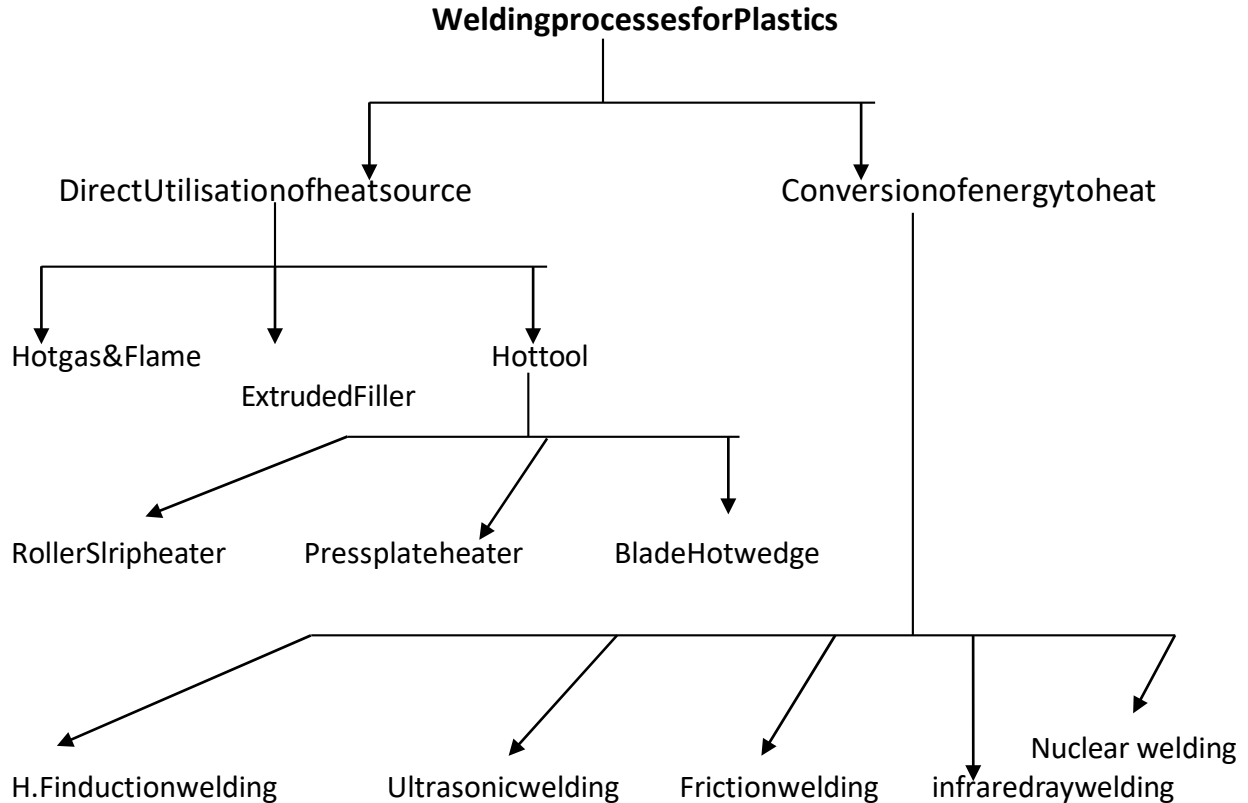 WeldingprocessesforPlastics
DirectUtilisationofheatsource
Conversionofenergytoheat
Hotgas&Flame
ExtrudedFiller
Hottool
RollerSlripheater
Pressplateheater
BladeHotwedge
H.Finductionwelding
Ultrasonicwelding
Frictionwelding
infraredraywelding
Nuclear welding